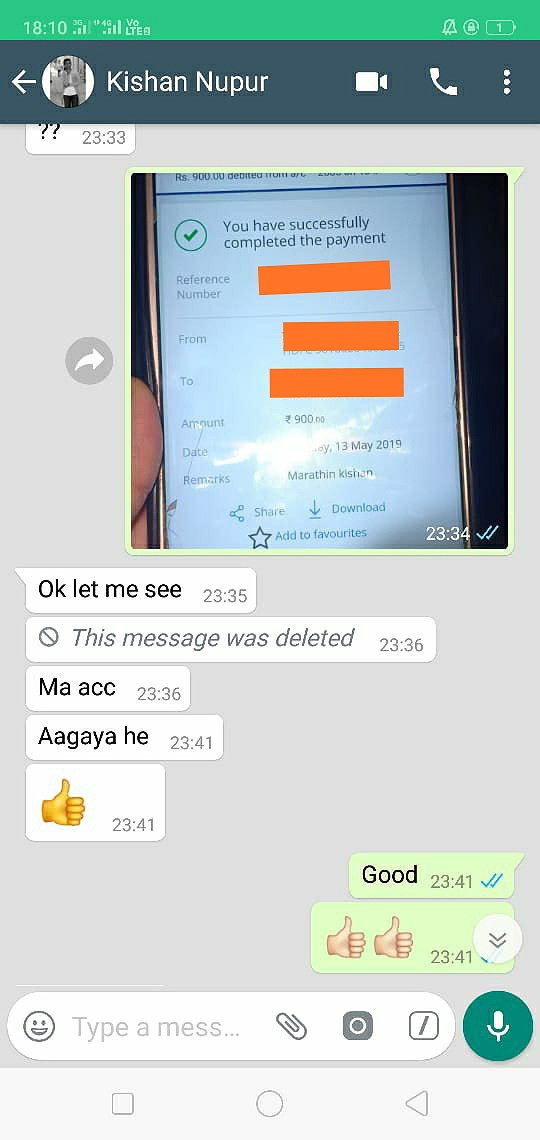 18:10 3G 4G Vo LTE 1
Kishan Nupur
?? 23:33
Rs. 900.00 debited from a/c
You have successfully
completed the payment
Reference
Number
From
To
Amount ₹ 900.00
Date 13 May 2019
Remarks Marathin kishan
Share Download
Add to favourites
23:34
Ok let me see 23:35
This message was deleted 23:36
Ma acc 23:36
Aagaya he 23:41
👍
23:41
Good 23:41
👍🏻👍🏻 23:41
Type a mess...